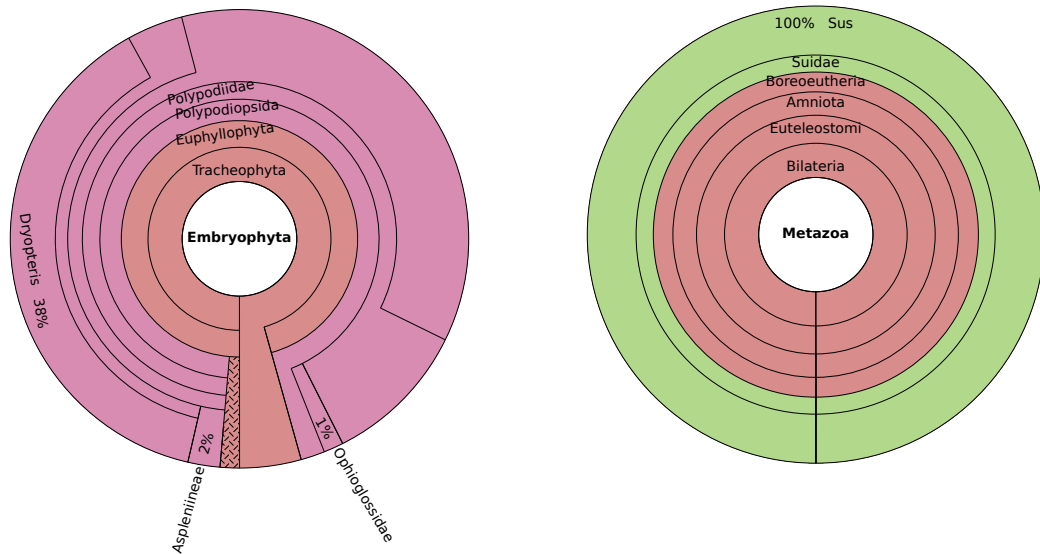 Polypodiidae
Polypodiopsida
Euphyllophyta
Tracheophyta
Embryophyta
Dryopteris 38%
2%
Aspleniineae
1%
Ophioglossidae
100% Sus
Suidae
Boreoeutheria
Amniota
Euteleostomi
Bilateria
Metazoa